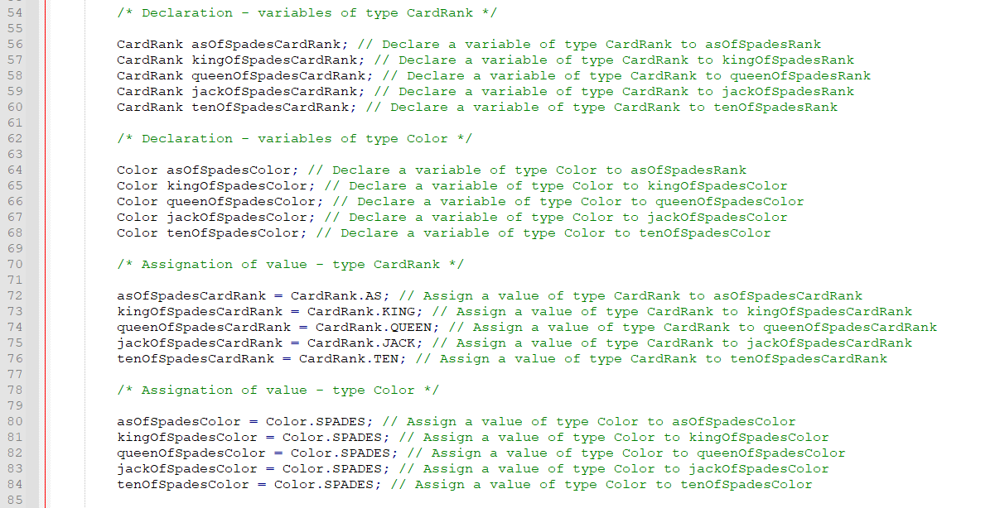 54 /* Declaration - variables of type CardRank */
55
56 CardRank asOfSpadesCardRank; // Declare a variable of type CardRank to asOfSpadesRank
57 CardRank kingOfSpadesCardRank; // Declare a variable of type CardRank to kingOfSpadesRank
58 CardRank queenOfSpadesCardRank; // Declare a variable of type CardRank to queenOfSpadesRank
59 CardRank jackOfSpadesCardRank; // Declare a variable of type CardRank to jackOfSpadesRank
60 CardRank tenOfSpadesCardRank; // Declare a variable of type CardRank to tenOfSpadesRank
61
62 /* Declaration - variables of type Color */
63
64 Color asOfSpadesColor; // Declare a variable of type Color to asOfSpadesRank
65 Color kingOfSpadesColor; // Declare a variable of type Color to kingOfSpadesColor
66 Color queenOfSpadesColor; // Declare a variable of type Color to queenOfSpadesColor
67 Color jackOfSpadesColor; // Declare a variable of type Color to jackOfSpadesColor
68 Color tenOfSpadesColor; // Declare a variable of type Color to tenOfSpadesColor
69
70 /* Assignation of value - type CardRank */
71
72 asOfSpadesCardRank = CardRank.AS; // Assign a value of type CardRank to asOfSpadesCardRank
73 kingOfSpadesCardRank = CardRank.KING; // Assign a value of type CardRank to kingOfSpadesCardRank
74 queenOfSpadesCardRank = CardRank.QUEEN; // Assign a value of type CardRank to queenOfSpadesCardRank
75 jackOfSpadesCardRank = CardRank.JACK; // Assign a value of type CardRank to jackOfSpadesCardRank
76 tenOfSpadesCardRank = CardRank.TEN; // Assign a value of type CardRank to tenOfSpadesCardRank
77
78 /* Assignation of value - type Color */
79
80 asOfSpadesColor = Color.SPADES; // Assign a value of type Color to asOfSpadesColor
81 kingOfSpadesColor = Color.SPADES; // Assign a value of type Color to kingOfSpadesColor
82 queenOfSpadesColor = Color.SPADES; // Assign a value of type Color to queenOfSpadesColor
83 jackOfSpadesColor = Color.SPADES; // Assign a value of type Color to jackOfSpadesColor
84 tenOfSpadesColor = Color.SPADES; // Assign a value of type Color to tenOfSpadesColor
85